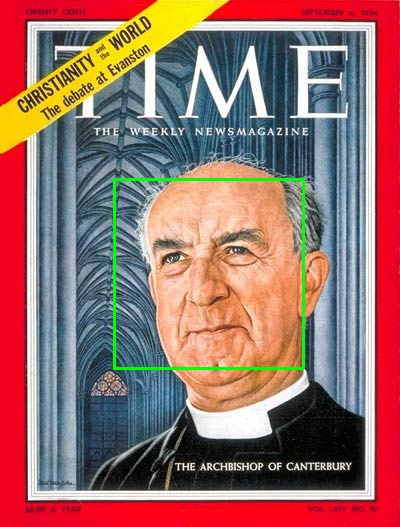 TWENTY CENTS
SEPTEMBER 6, 1954
CHRISTIANITY and the WORLD
The debate at Evanston
TIME
THE WEEKLY NEWSMAGAZINE
THE ARCHBISHOP OF CANTERBURY
$6.00 A YEAR
VOL. LXIV NO. 10